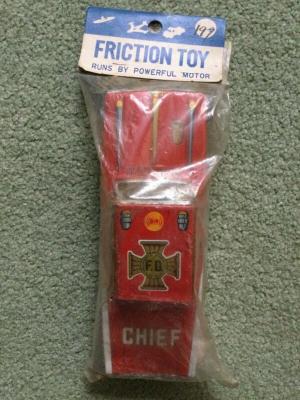 197
FRICTION TOY
RUNS BY POWERFUL MOTOR
F.D.
CHIEF